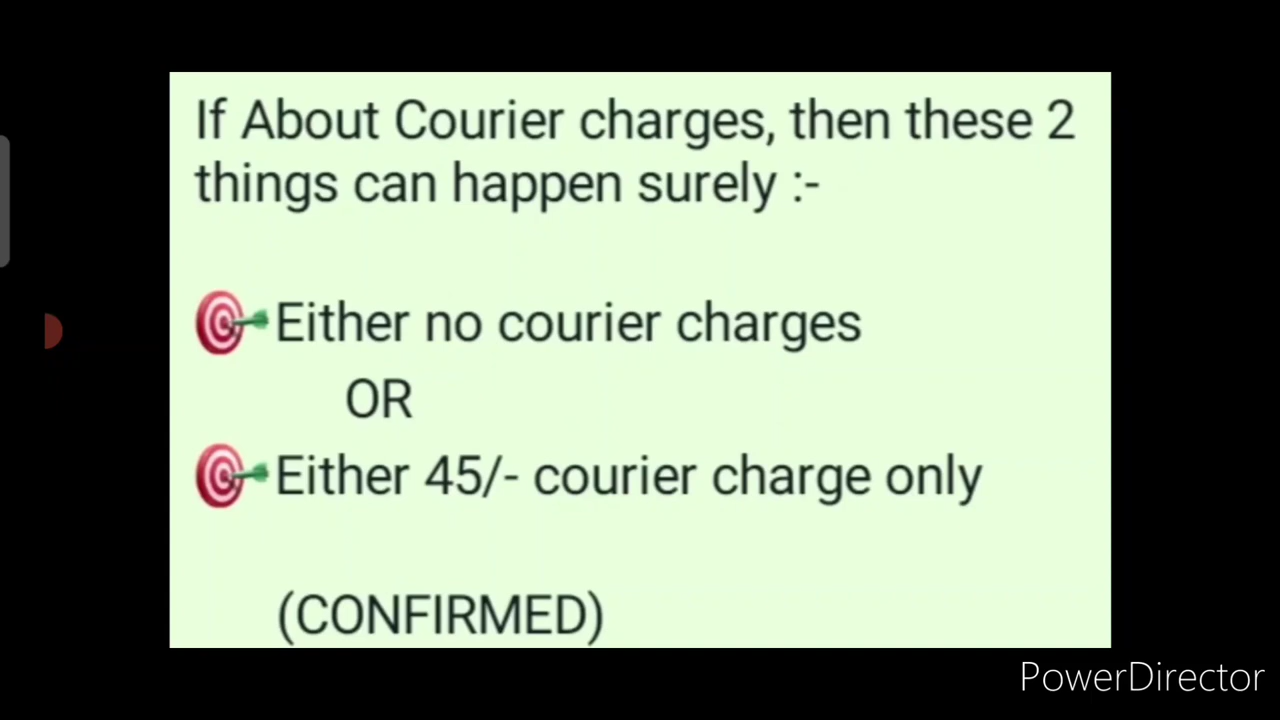 If About Courier charges, then these 2
things can happen surely :-
🎯Either no courier charges
OR
🎯Either 45/- courier charge only
(CONFIRMED)
PowerDirector